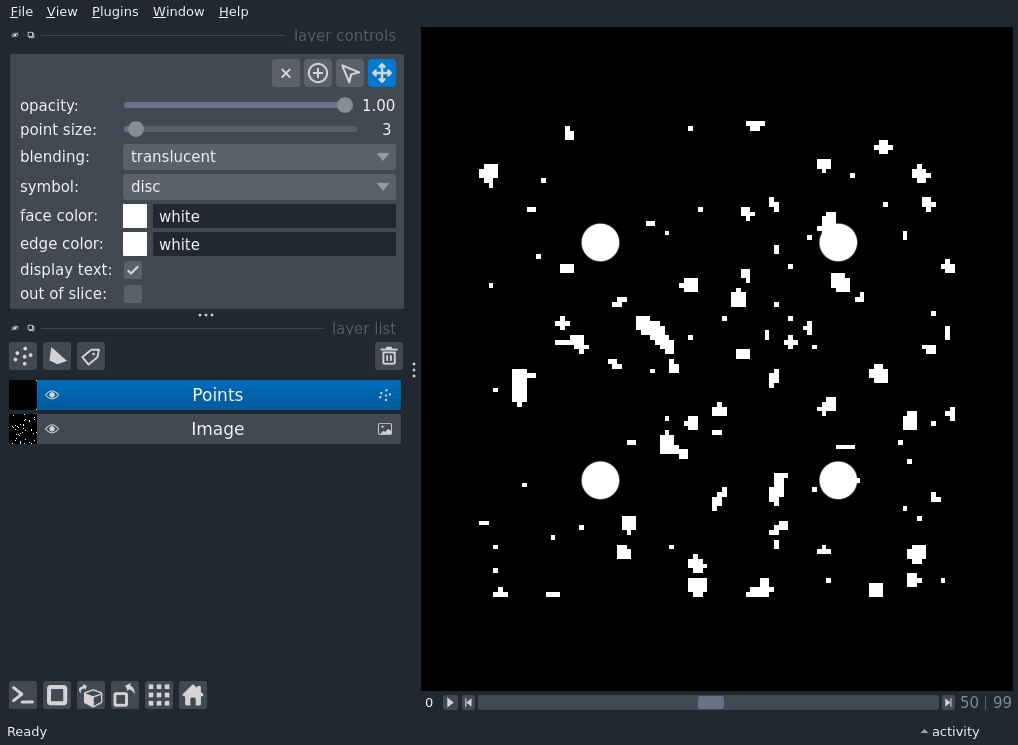 File View Plugins Window Help
layer controls
opacity: 1.00
point size: 3
blending: translucent
symbol: disc
face color: white
edge color: white
display text:
out of slice:
layer list
Points
Image
0 50 | 99
Ready activity